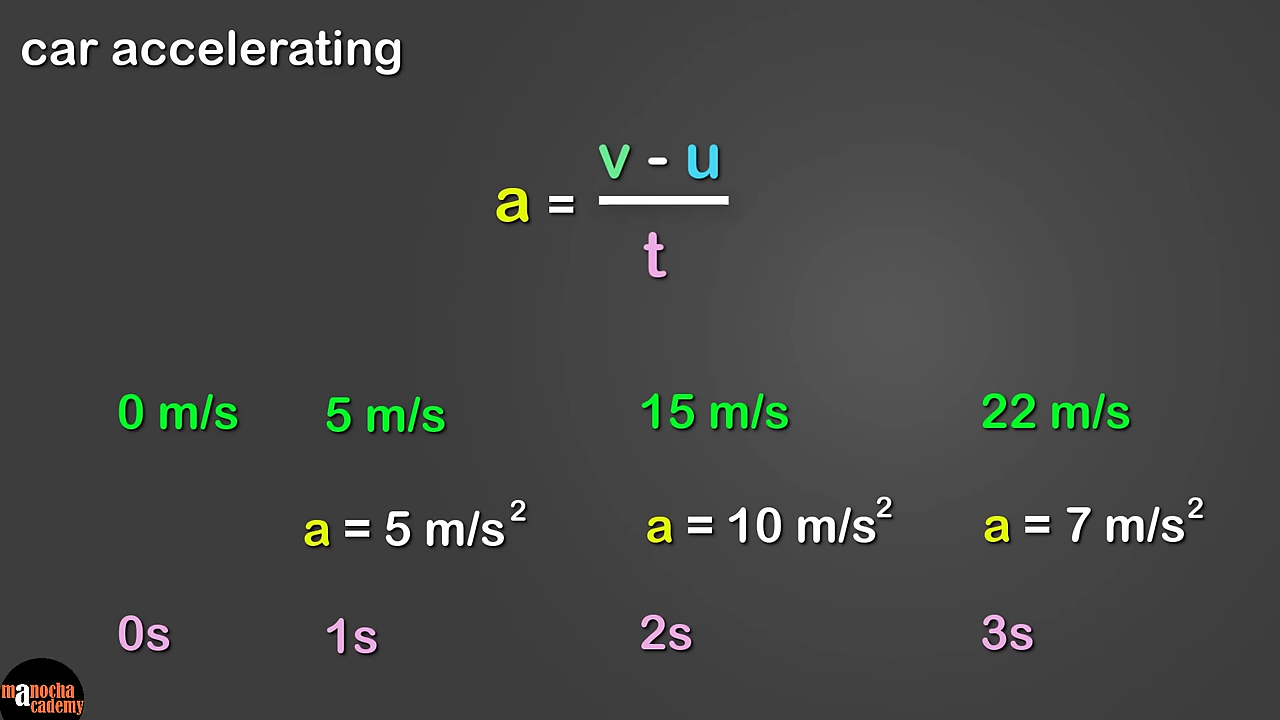 car accelerating
a = v - u
t
0 m/s 5 m/s 15 m/s 22 m/s
a = 5 m/s² a = 10 m/s² a = 7 m/s²
0s 1s 2s 3s
manocha
academy